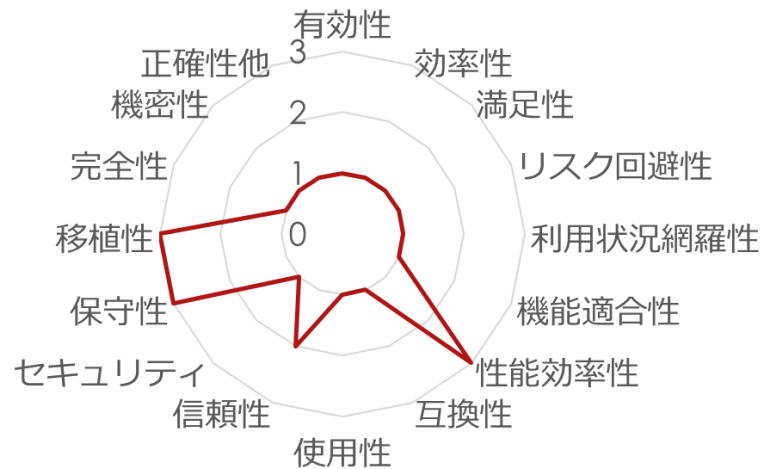 有効性
効率性
満足性
リスク回避性
利用状況網羅性
機能適合性
性能効率性
互換性
使用性
信頼性
セキュリティ
保守性
移植性
完全性
機密性
正確性他
3
2
1
0